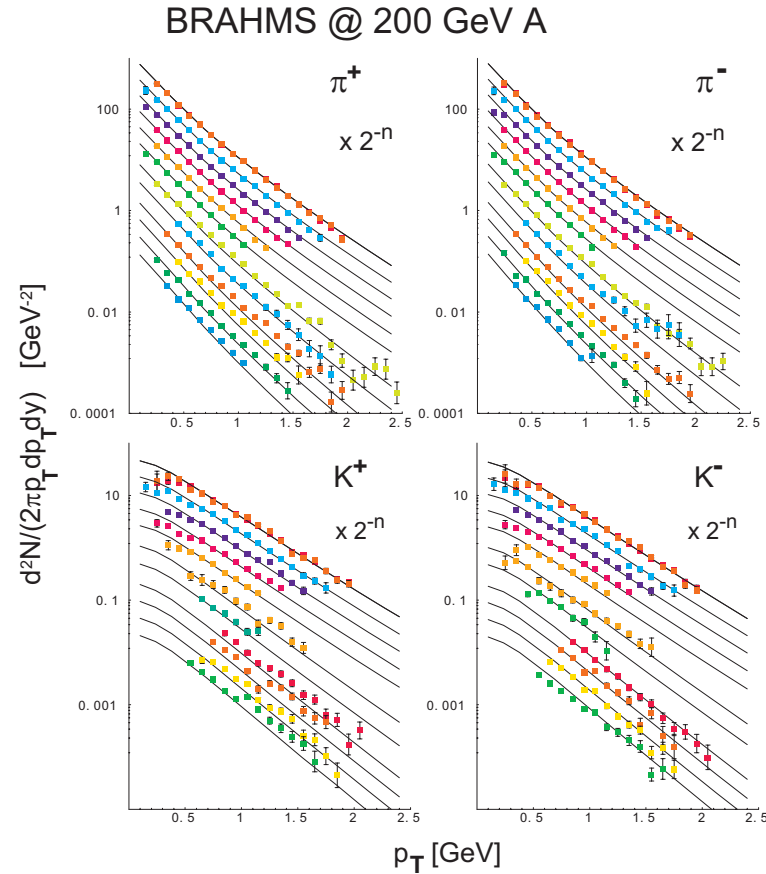 BRAHMS @ 200 GeV A
π+
π-
x 2-n
x 2-n
100
100
1
1
0.01
0.01
0.0001
0.0001
0.5 1 1.5 2 2.5
0.5 1 1.5 2 2.5
d²N/(2πpTdpTdy) [GeV-2]
K+
K-
x 2-n
x 2-n
10
10
0.1
0.1
0.001
0.001
0.5 1 1.5 2 2.5
0.5 1 1.5 2 2.5
pT [GeV]